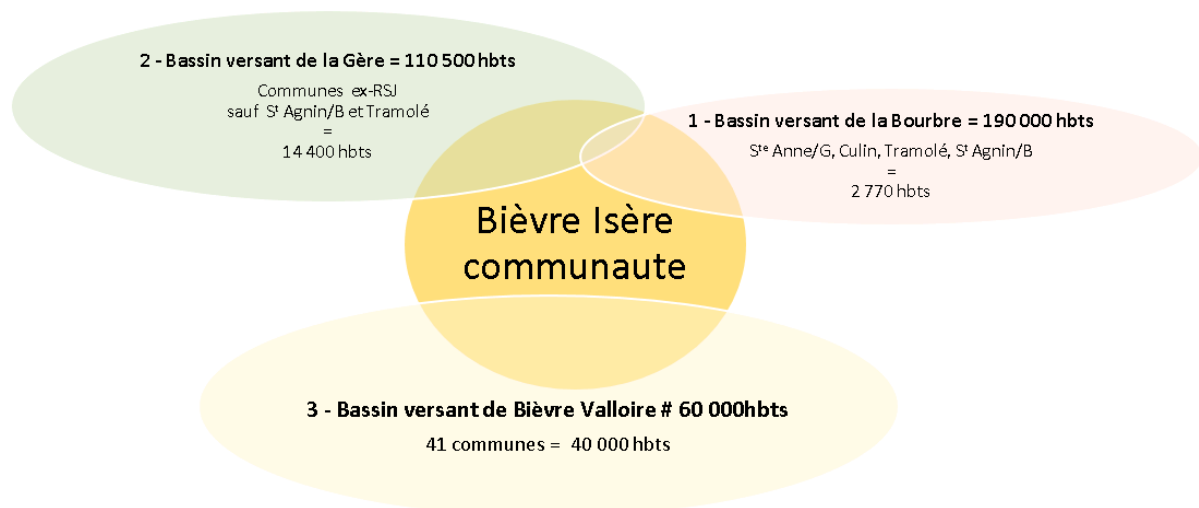 2 - Bassin versant de la Gère = 110 500 hbts
Communes ex-RSJ
sauf Sᵗ Agnin/B et Tramolé
=
14 400 hbts
1 - Bassin versant de la Bourbre = 190 000 hbts
Sᵗᵉ Anne/G, Culin, Tramolé, Sᵗ Agnin/B
=
2 770 hbts
Bièvre Isère
communaute
3 - Bassin versant de Bièvre Valloire # 60 000hbts
41 communes = 40 000 hbts